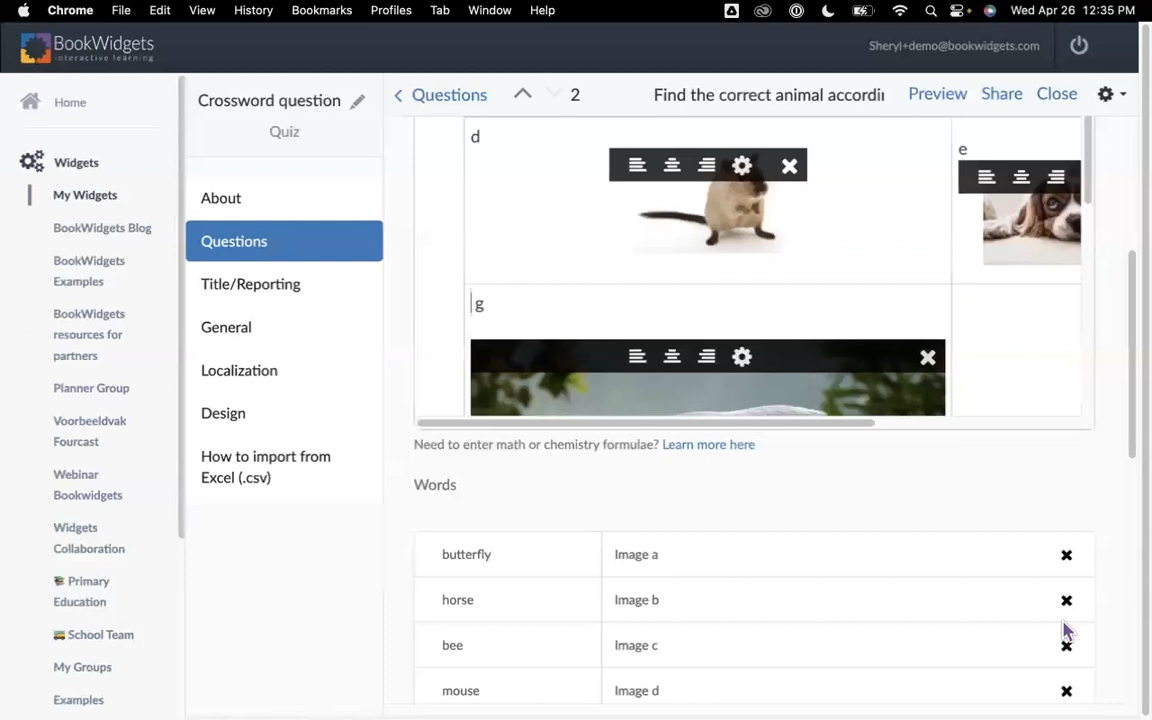 Chrome File Edit View History Bookmarks Profiles Tab Window Help Wed Apr 26 12:35 PM
BookWidgets
interactive learning
Sheryl+demo@bookwidgets.com
Home
Widgets
My Widgets
BookWidgets Blog
BookWidgets
Examples
BookWidgets
resources for
partners
Planner Group
Voorbeeldvak
Fourcast
Webinar
Bookwidgets
Widgets
Collaboration
Primary
Education
School Team
My Groups
Examples
Crossword question
Quiz
About
Questions
Title/Reporting
General
Localization
Design
How to import from
Excel (.csv)
Questions 2 Find the correct animal accordin Preview Share Close
d
e
g
Need to enter math or chemistry formulae? Learn more here
Words
butterfly Image a
horse Image b
bee Image c
mouse Image d